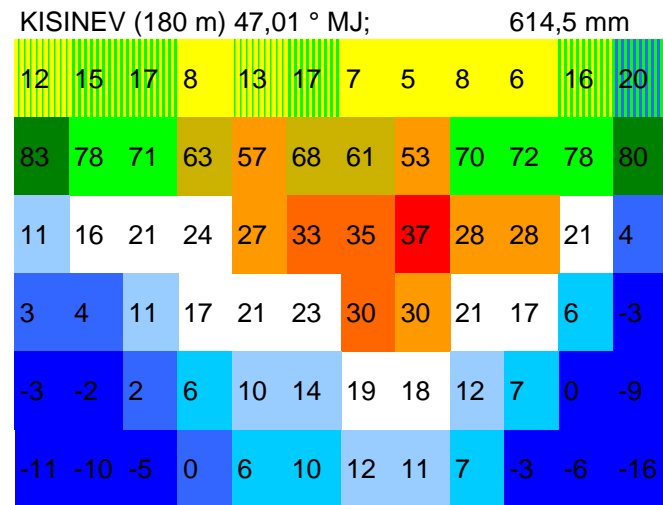 KISINEV (180 m) 47,01 ° MJ; 614,5 mm
12 15 17 8 13 17 7 5 8 6 16 20
83 78 71 63 57 68 61 53 70 72 78 80
11 16 21 24 27 33 35 37 28 28 21 4
3 4 11 17 21 23 30 30 21 17 6 -3
-3 -2 2 6 10 14 19 18 12 7 0 -9
-11 -10 -5 0 6 10 12 11 7 -3 -6 -16